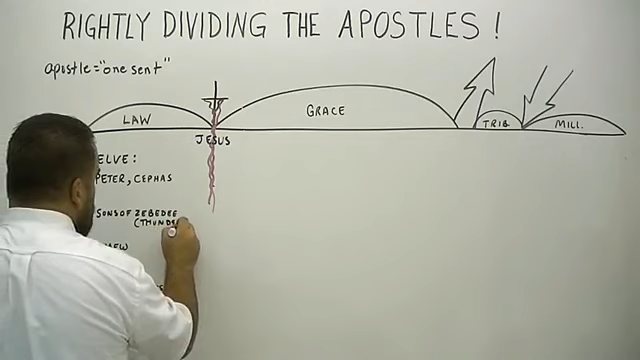 RIGHTLY DIVIDING THE APOSTLES !
apostle = "one sent"
LAW
GRACE
TRIB
MILL.
JESUS
ELVE:
PETER, CEPHAS
SONS OF ZEBEDEE